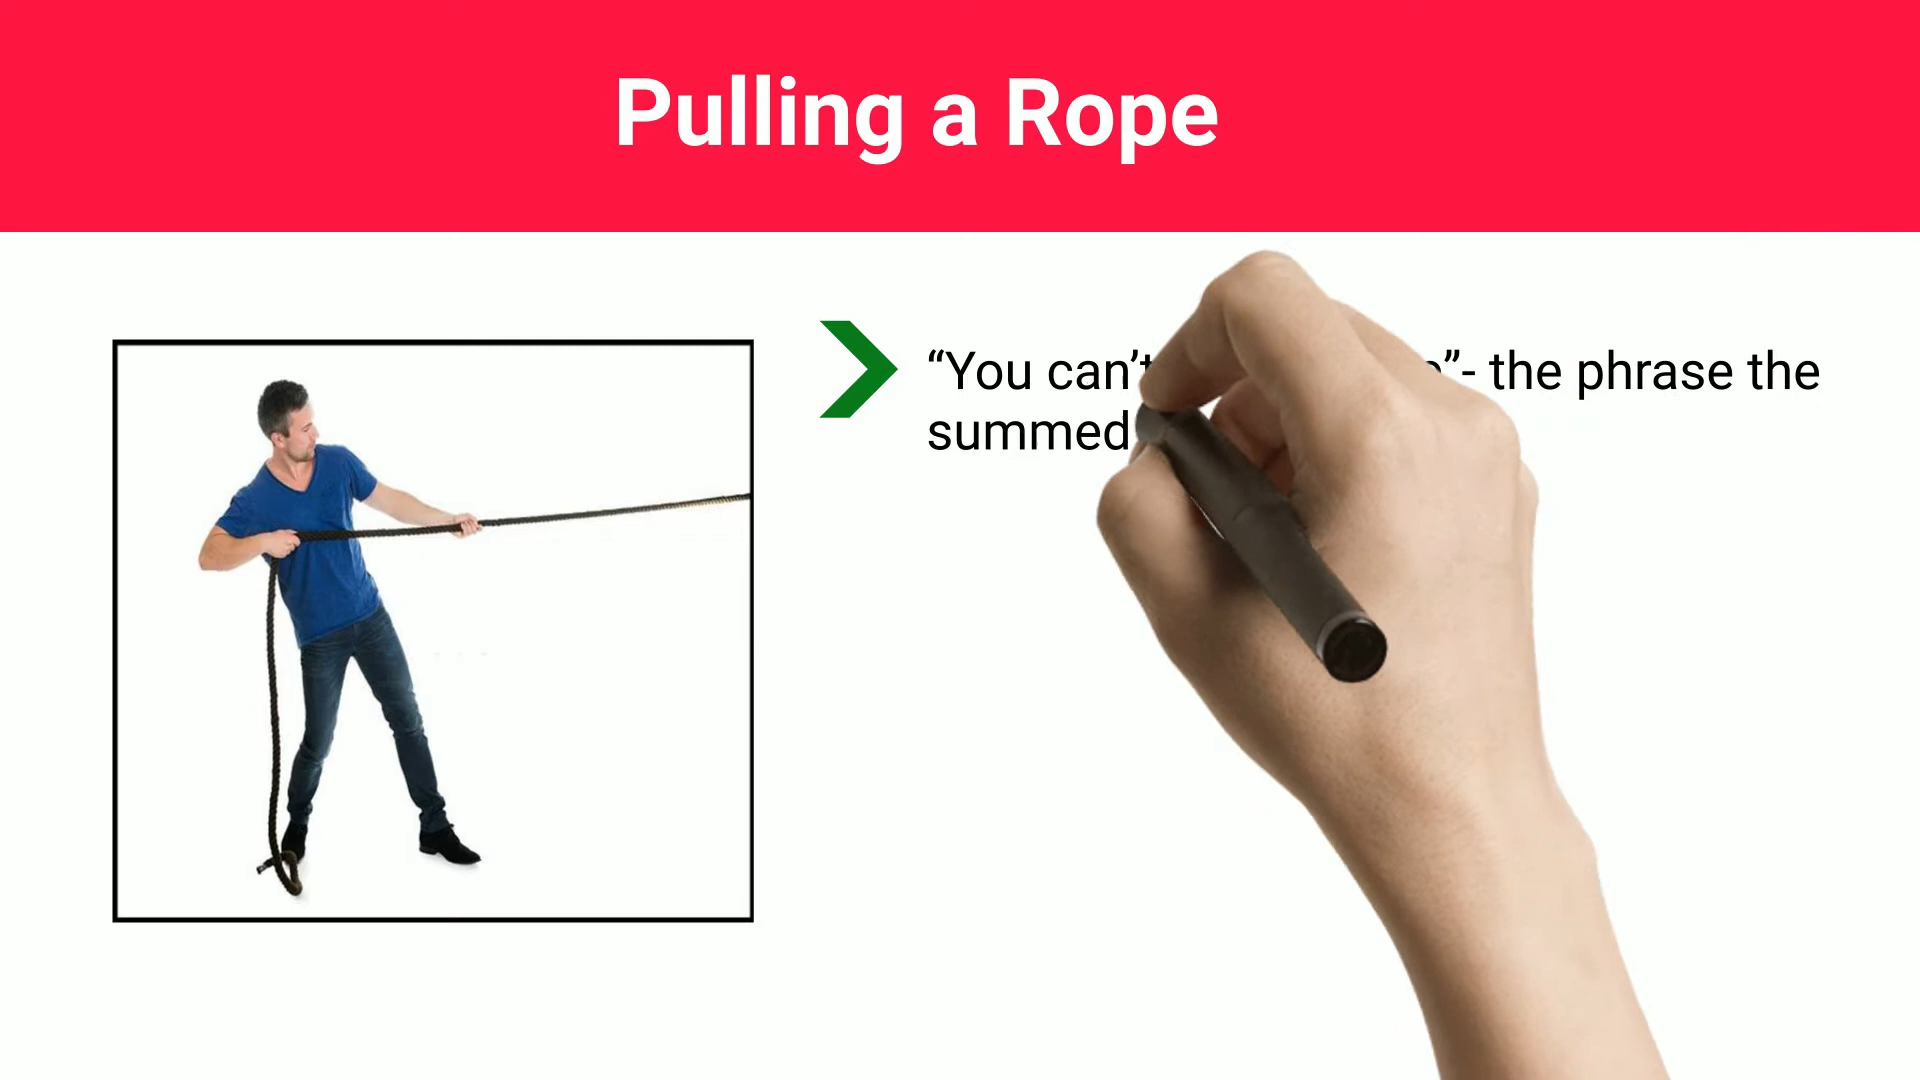 Pulling a Rope
“You can’t ”- the phrase the
summed